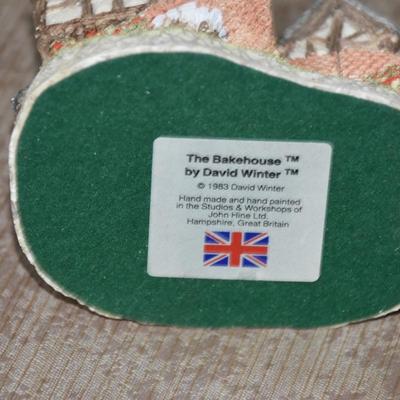 The Bakehouse ™
by David Winter ™
© 1983 David Winter
Hand made and hand painted
in the Studios & Workshops of
John Hine Ltd.
Hampshire, Great Britain